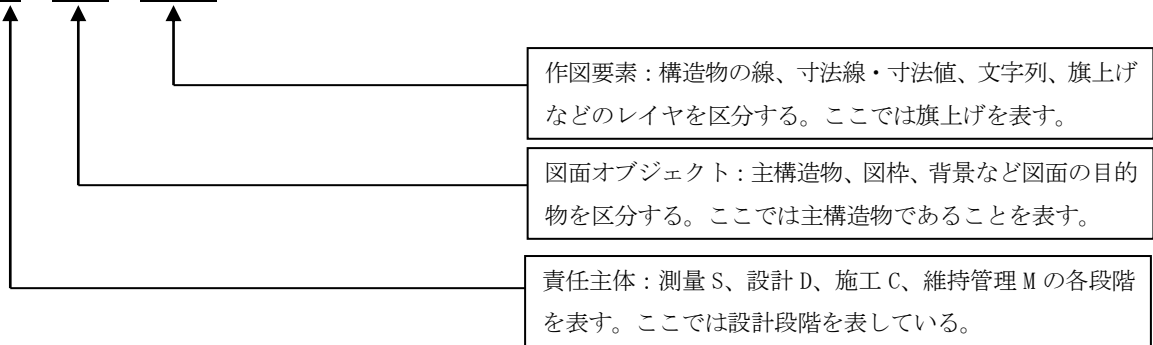 作図要素：構造物の線、寸法線・寸法値、文字列、旗上げ
などのレイヤを区分する。ここでは旗上げを表す。
図面オブジェクト：主構造物、図枠、背景など図面の目的
物を区分する。ここでは主構造物であることを表す。
責任主体：測量 S、設計 D、施工 C、維持管理 M の各段階
を表す。ここでは設計段階を表している。